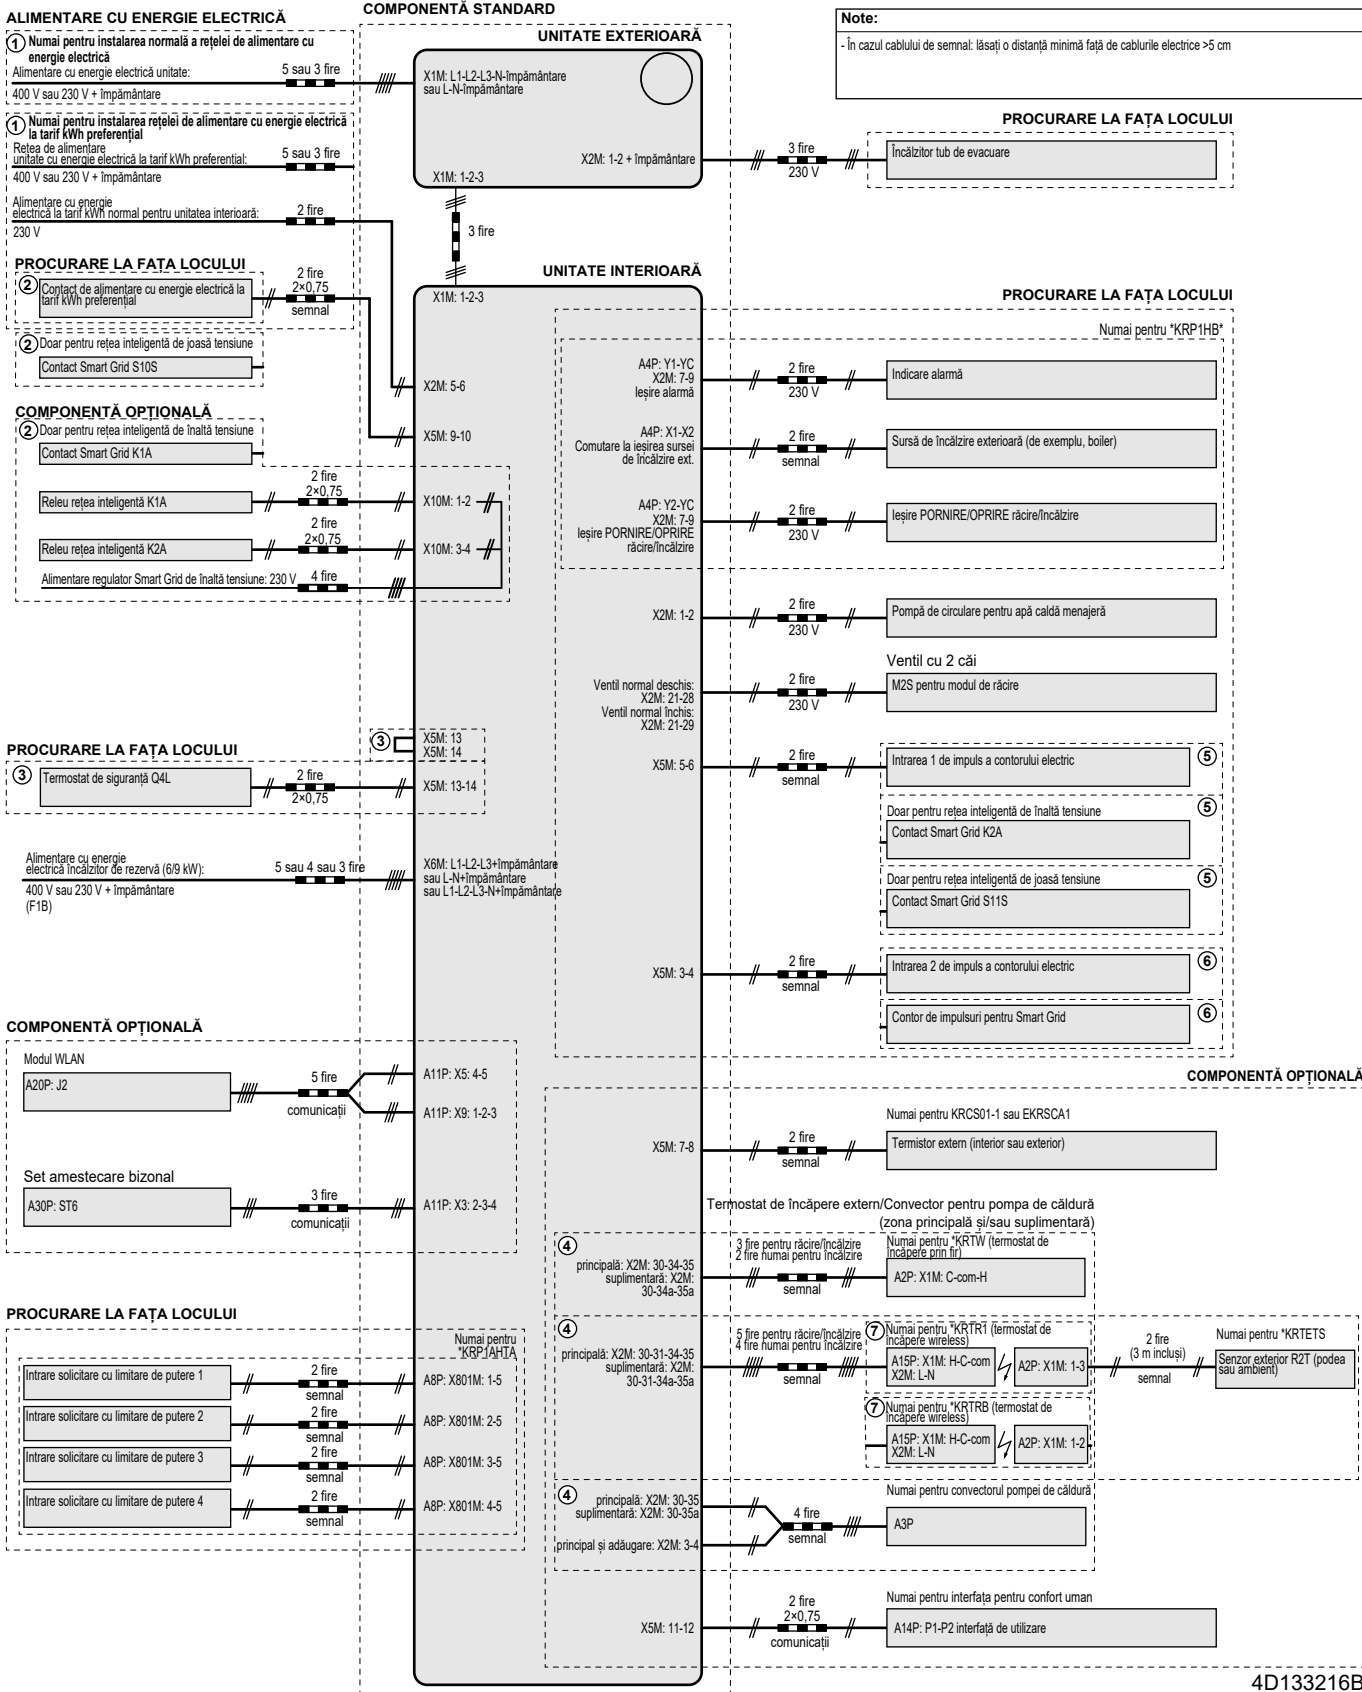 COMPONENTĂ STANDARD
ALIMENTARE CU ENERGIE ELECTRICĂ
1 Numai pentru instalarea normală a rețelei de alimentare cu
energie electrică
Alimentare cu energie electrică unitate:
5 sau 3 fire
400 V sau 230 V + împământare
1 Numai pentru instalarea rețelei de alimentare cu energie electrică
la tarif kWh preferențial
Rețea de alimentare
unitate cu energie electrică la tarif kWh preferențial:
5 sau 3 fire
400 V sau 230 V + împământare
Alimentare cu energie
electrică la tarif kWh normal pentru unitatea interioară:
2 fire
230 V
PROCURARE LA FAȚA LOCULUI
2 Contact de alimentare cu energie electrică la
tarif kWh preferențial
2 fire
2×0,75
semnal
2 Doar pentru rețea inteligentă de joasă tensiune
Contact Smart Grid S10S
COMPONENTĂ OPȚIONALĂ
2 Doar pentru rețea inteligentă de înaltă tensiune
Contact Smart Grid K1A
Releu rețea inteligentă K1A
2 fire
2×0,75
Releu rețea inteligentă K2A
2 fire
2×0,75
Alimentare regulator Smart Grid de înaltă tensiune: 230 V
4 fire
PROCURARE LA FAȚA LOCULUI
3 Termostat de siguranță Q4L
2 fire
2×0,75
Alimentare cu energie
electrică încălzitor de rezervă (6/9 kW):
5 sau 4 sau 3 fire
400 V sau 230 V + împământare
(F1B)
COMPONENTĂ OPȚIONALĂ
Modul WLAN
A20P: J2
5 fire
comunicații
Set amestecare bizonal
A30P: ST6
3 fire
comunicații
PROCURARE LA FAȚA LOCULUI
Numai pentru
*KRP1AHTA
Intrare solicitare cu limitare de putere 1
2 fire
semnal
A8P: X801M: 1-5
Intrare solicitare cu limitare de putere 2
2 fire
semnal
A8P: X801M: 2-5
Intrare solicitare cu limitare de putere 3
2 fire
semnal
A8P: X801M: 3-5
Intrare solicitare cu limitare de putere 4
2 fire
semnal
A8P: X801M: 4-5
UNITATE EXTERIOARĂ
X1M: L1-L2-L3-N-împământare
sau L-N-împământare
X2M: 1-2 + împământare
X1M: 1-2-3
3 fire
UNITATE INTERIOARĂ
X1M: 1-2-3
X2M: 5-6
X5M: 9-10
X10M: 1-2
X10M: 3-4
3
X5M: 13
X5M: 14
X5M: 13-14
X6M: L1-L2-L3+împământare
sau L-N+împământare
sau L1-L2-L3-N+împământare
A11P: X5: 4-5
A11P: X9: 1-2-3
A11P: X3: 2-3-4
Note:
- În cazul cablului de semnal: lăsați o distanță minimă față de cablurile electrice >5 cm
PROCURARE LA FAȚA LOCULUI
3 fire
230 V
Încălzitor tub de evacuare
PROCURARE LA FAȚA LOCULUI
Numai pentru *KRP1HB*
A4P: Y1-YC
X2M: 7-9
Ieșire alarmă
2 fire
230 V
Indicare alarmă
A4P: X1-X2
Comutare la ieșirea sursei
de încălzire ext.
2 fire
semnal
Sursă de încălzire exterioară (de exemplu, boiler)
A4P: Y2-YC
X2M: 7-9
Ieșire PORNIRE/OPRIRE
răcire/încălzire
2 fire
230 V
Ieșire PORNIRE/OPRIRE răcire/încălzire
X2M: 1-2
2 fire
230 V
Pompă de circulare pentru apă caldă menajeră
Ventil cu 2 căi
Ventil normal deschis:
X2M: 21-28
Ventil normal închis:
X2M: 21-29
2 fire
230 V
M2S pentru modul de răcire
X5M: 5-6
2 fire
semnal
Intrarea 1 de impuls a contorului electric
5
Doar pentru rețea inteligentă de înaltă tensiune
5
Contact Smart Grid K2A
Doar pentru rețea inteligentă de joasă tensiune
5
Contact Smart Grid S11S
X5M: 3-4
2 fire
semnal
Intrarea 2 de impuls a contorului electric
6
Contor de impulsuri pentru Smart Grid
6
COMPONENTĂ OPȚIONALĂ
Numai pentru KRCS01-1 sau EKRSCA1
X5M: 7-8
2 fire
semnal
Termistor extern (interior sau exterior)
Termostat de încăpere extern/Convector pentru pompa de căldură
(zona principală și/sau suplimentară)
4
principală: X2M: 30-34-35
suplimentară: X2M:
30-34a-35a
3 fire pentru răcire/încălzire
2 fire numai pentru încălzire
semnal
Numai pentru *KRTW (termostat de
încăpere prin fir)
A2P: X1M: C-com-H
4
principală: X2M: 30-31-34-35
suplimentară: X2M:
30-31-34a-35a
5 fire pentru răcire/încălzire
4 fire numai pentru încălzire
semnal
7 Numai pentru *KRTR1 (termostat de
încăpere wireless)
A15P: X1M: H-C-com
X2M: L-N
A2P: X1M: 1-3
2 fire
(3 m incluși)
semnal
Numai pentru *KRTETS
Senzor exterior R2T (podea
sau ambient)
7 Numai pentru *KRTRB (termostat de
încăpere wireless)
A15P: X1M: H-C-com
X2M: L-N
A2P: X1M: 1-2
4
principală: X2M: 30-35
suplimentară: X2M: 30-35a
principal și adăugare: X2M: 3-4
4 fire
semnal
Numai pentru convectorul pompei de căldură
A3P
Numai pentru interfața pentru confort uman
X5M: 11-12
2 fire
2×0,75
comunicații
A14P: P1-P2 interfață de utilizare
4D133216B